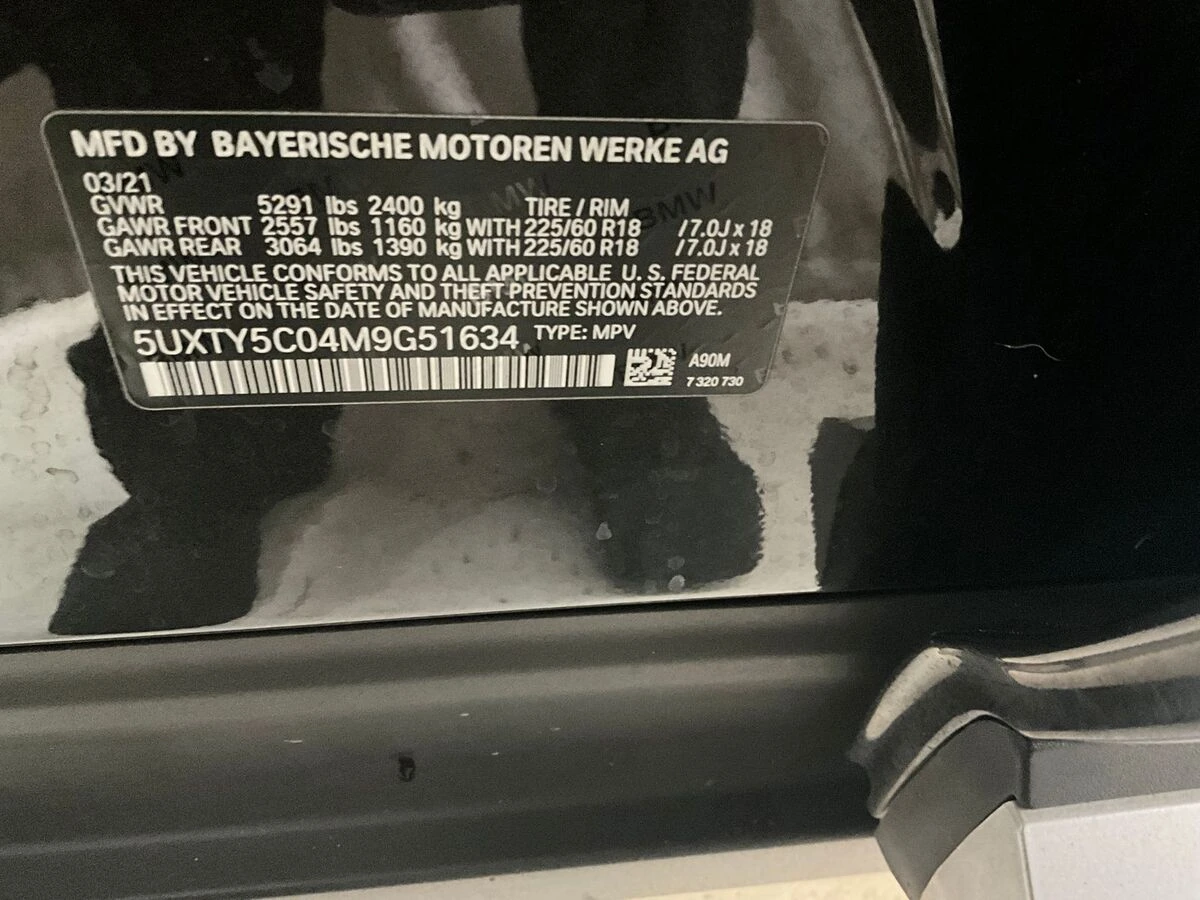 MFD BY BAYERISCHE MOTOREN WERKE AG
03/21
GVWR 5291 lbs 2400 kg TIRE / RIM
GAWR FRONT 2557 lbs 1160 kg WITH 225/60 R18 / 7.0J x 18
GAWR REAR 3064 lbs 1390 kg WITH 225/60 R18 / 7.0J x 18
THIS VEHICLE CONFORMS TO ALL APPLICABLE U. S. FEDERAL
MOTOR VEHICLE SAFETY AND THEFT PREVENTION STANDARDS
IN EFFECT ON THE DATE OF MANUFACTURE SHOWN ABOVE.
5UXTY5C04M9G51634 TYPE: MPV
A90M
7 320 730
BMW